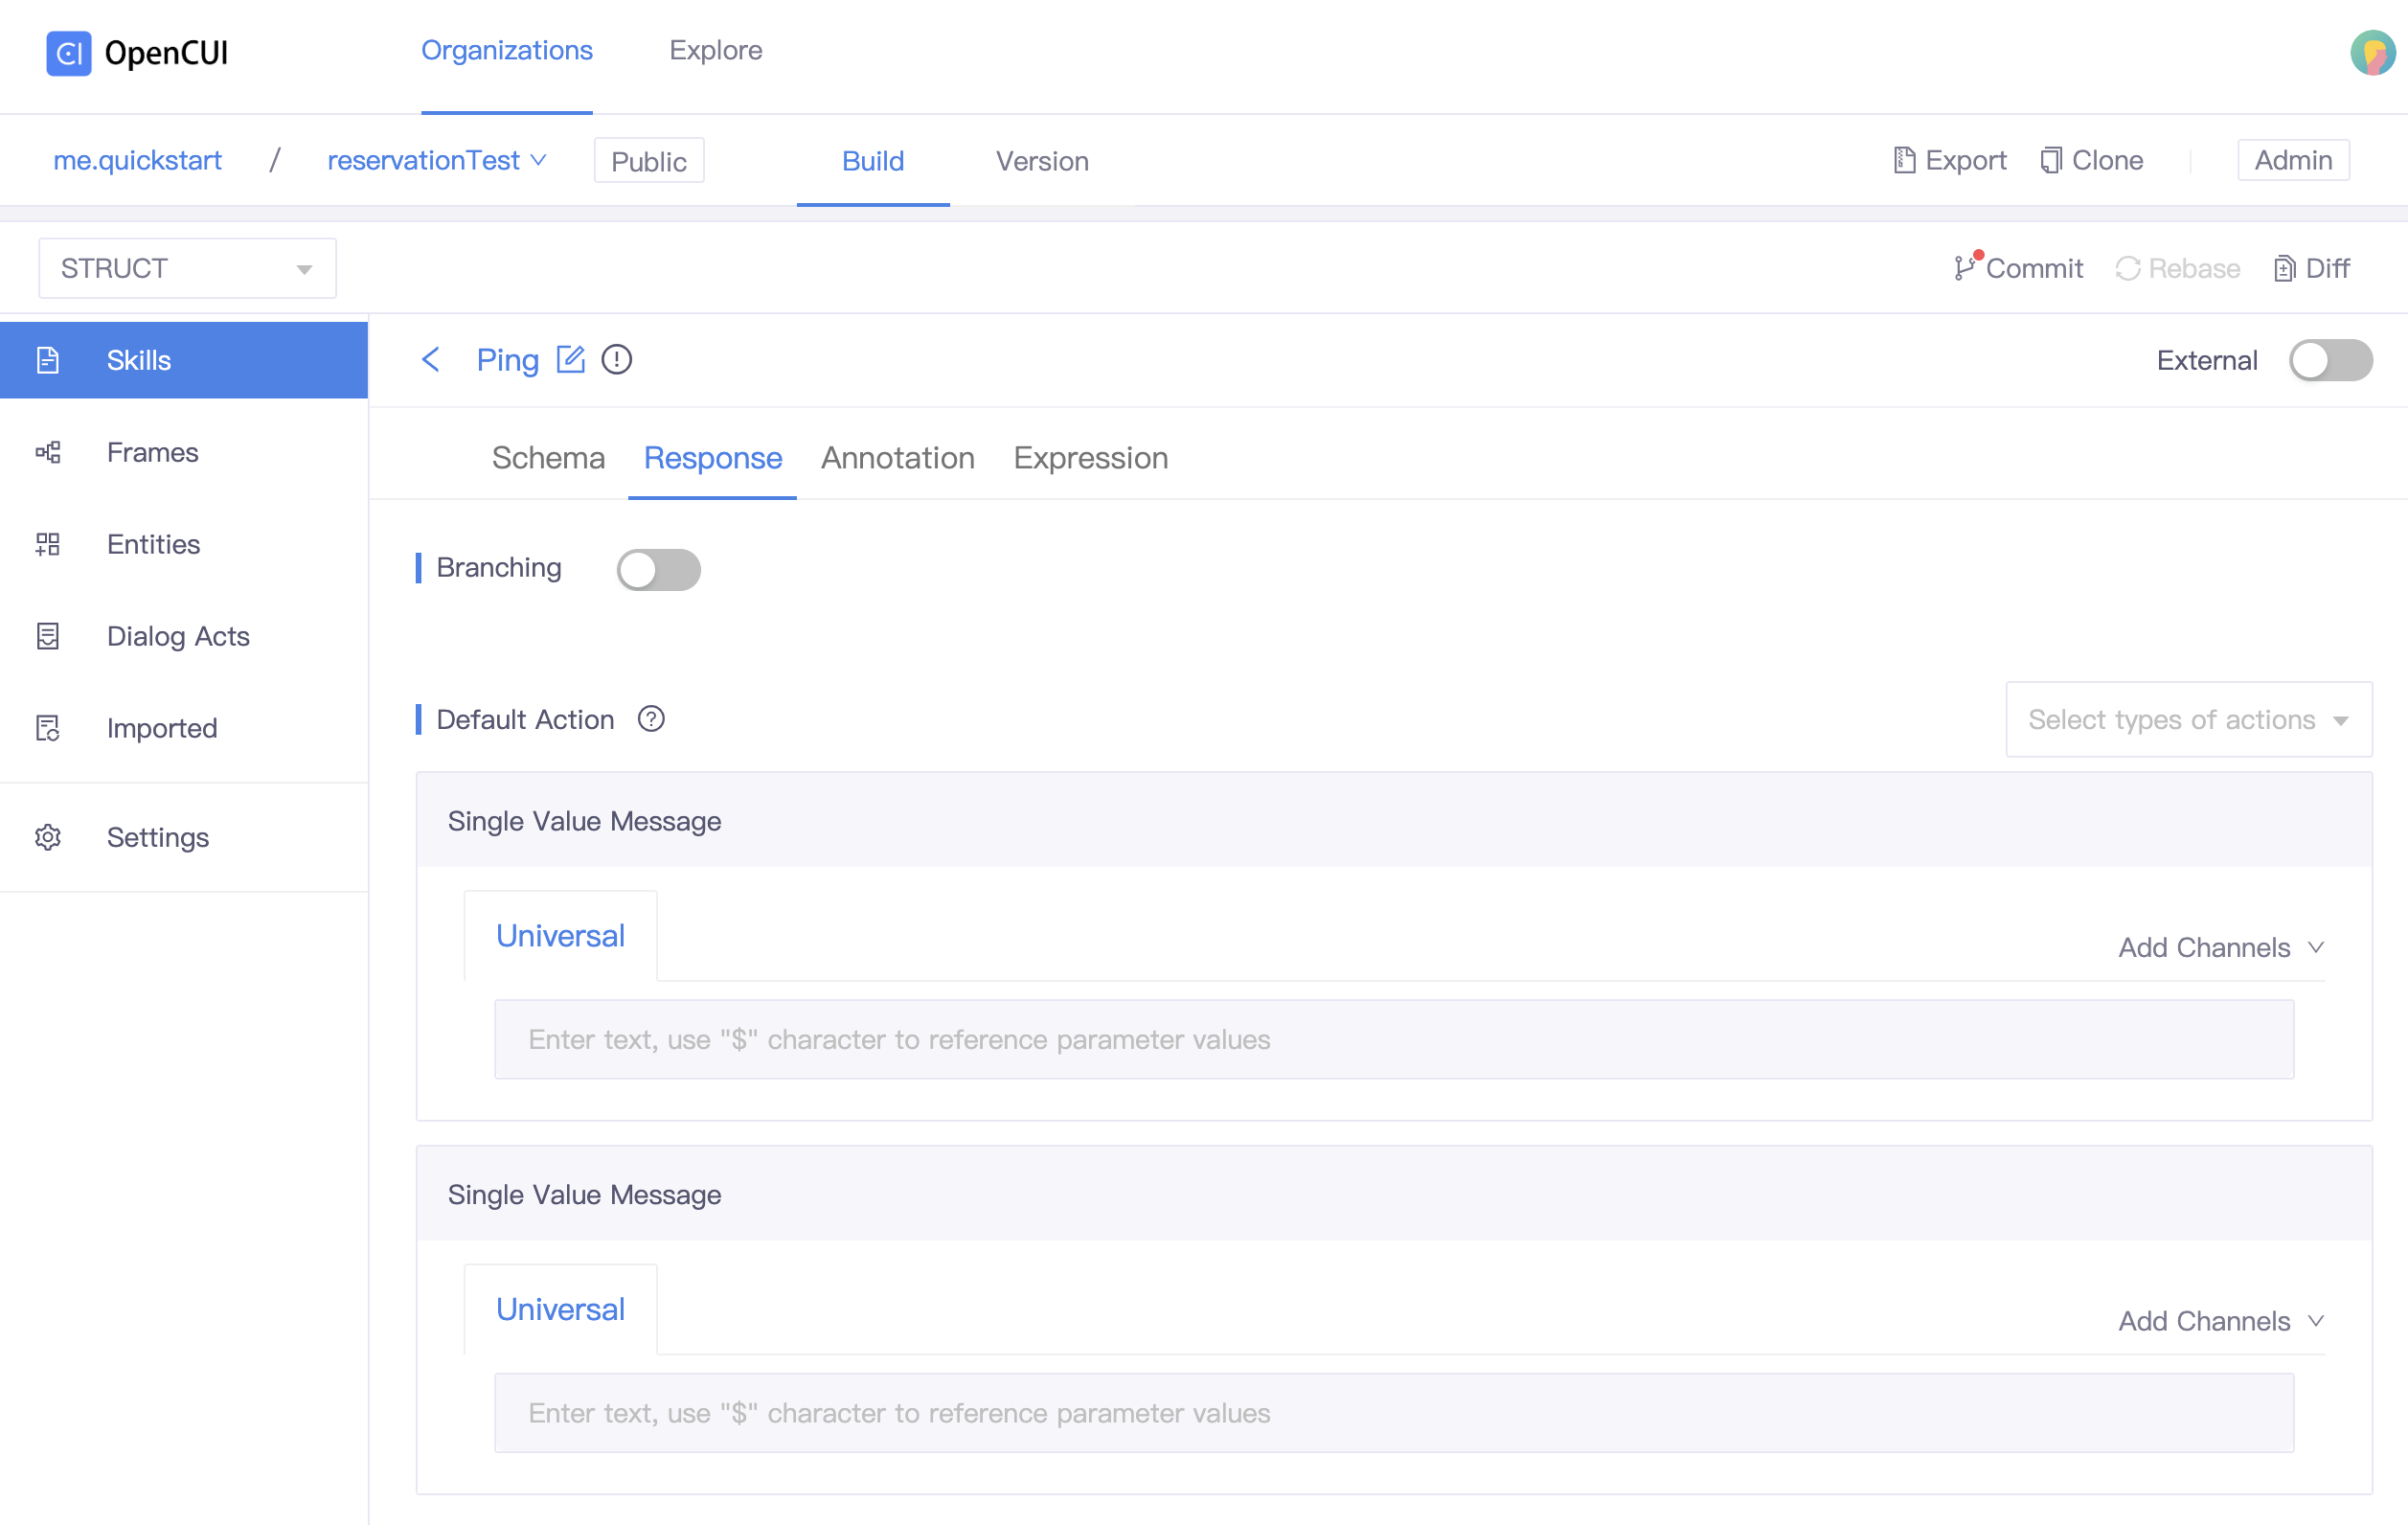 OpenCUI Organizations Explore
me.quickstart / reservationTest Public Build Version Export Clone Admin
STRUCT Commit Rebase Diff
Skills
Frames
Entities
Dialog Acts
Imported
Settings
Ping External
Schema Response Annotation Expression
Branching
Default Action Select types of actions
Single Value Message
Universal
Add Channels
Enter text, use "$" character to reference parameter values
Single Value Message
Universal
Add Channels
Enter text, use "$" character to reference parameter values